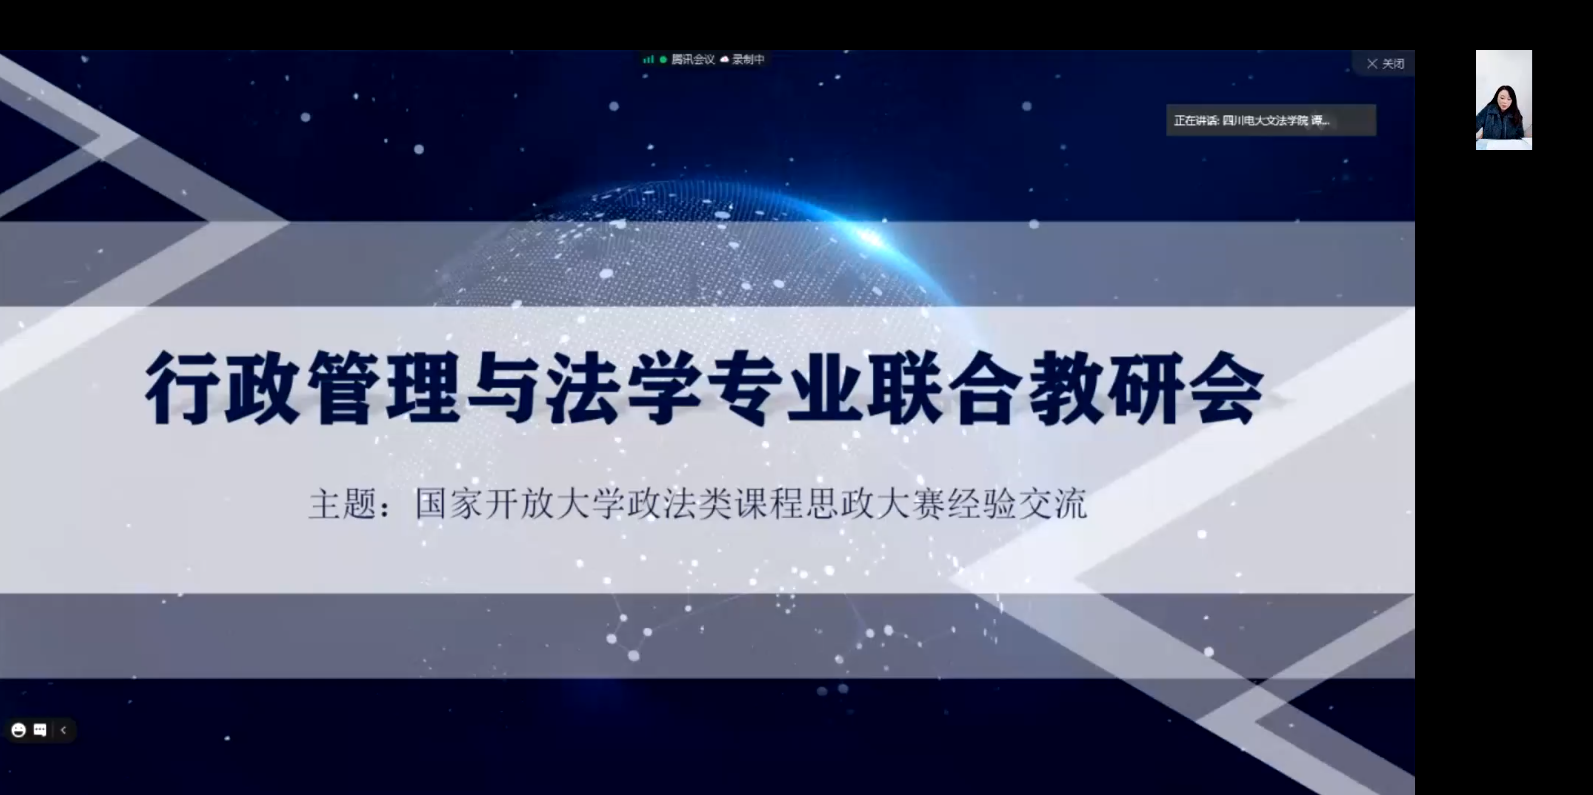 腾讯会议 录制中
关闭
正在讲话: 四川电大文法学院 谭...
行政管理与法学专业联合教研会
主题：国家开放大学政法类课程思政大赛经验交流